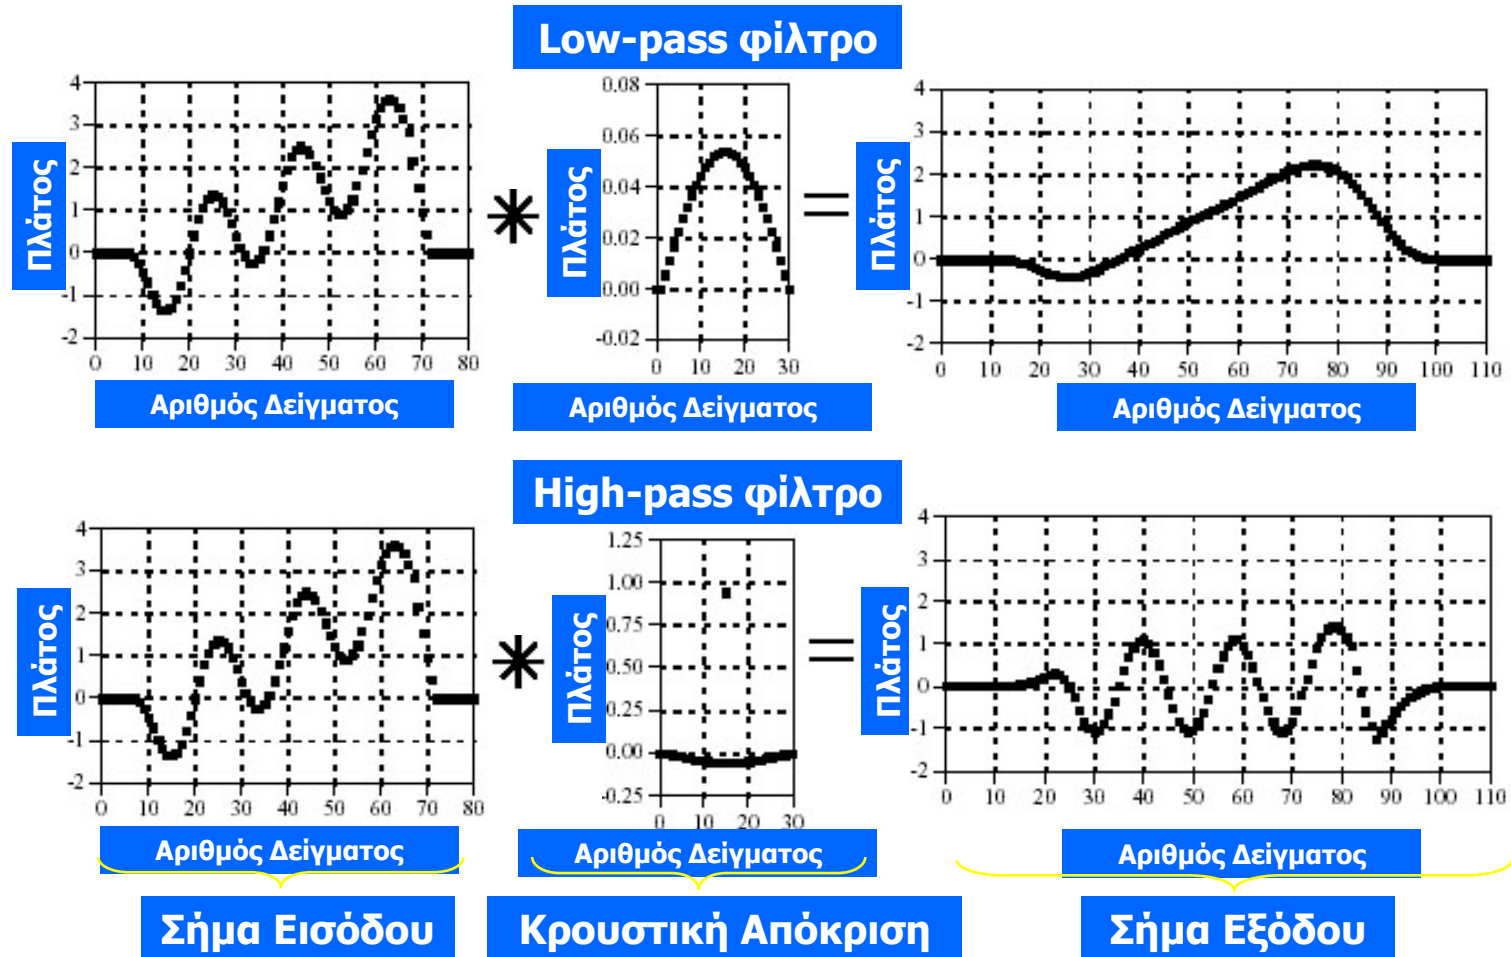 Low-pass φίλτρο
4
3
2
1
0
-1
-2
0 10 20 30 40 50 60 70 80
Πλάτος
Αριθμός Δείγματος
*
0.08
0.06
0.04
0.02
0.00
-0.02
0 10 20 30
Πλάτος
Αριθμός Δείγματος
=
4
3
2
1
0
-1
-2
0 10 20 30 40 50 60 70 80 90 100 110
Πλάτος
Αριθμός Δείγματος
High-pass φίλτρο
4
3
2
1
0
-1
-2
0 10 20 30 40 50 60 70 80
Πλάτος
Αριθμός Δείγματος
*
1.25
1.00
0.75
0.50
0.25
0.00
-0.25
0 10 20 30
Πλάτος
Αριθμός Δείγματος
=
4
3
2
1
0
-1
-2
0 10 20 30 40 50 60 70 80 90 100 110
Πλάτος
Αριθμός Δείγματος
Σήμα Εισόδου
Κρουστική Απόκριση
Σήμα Εξόδου